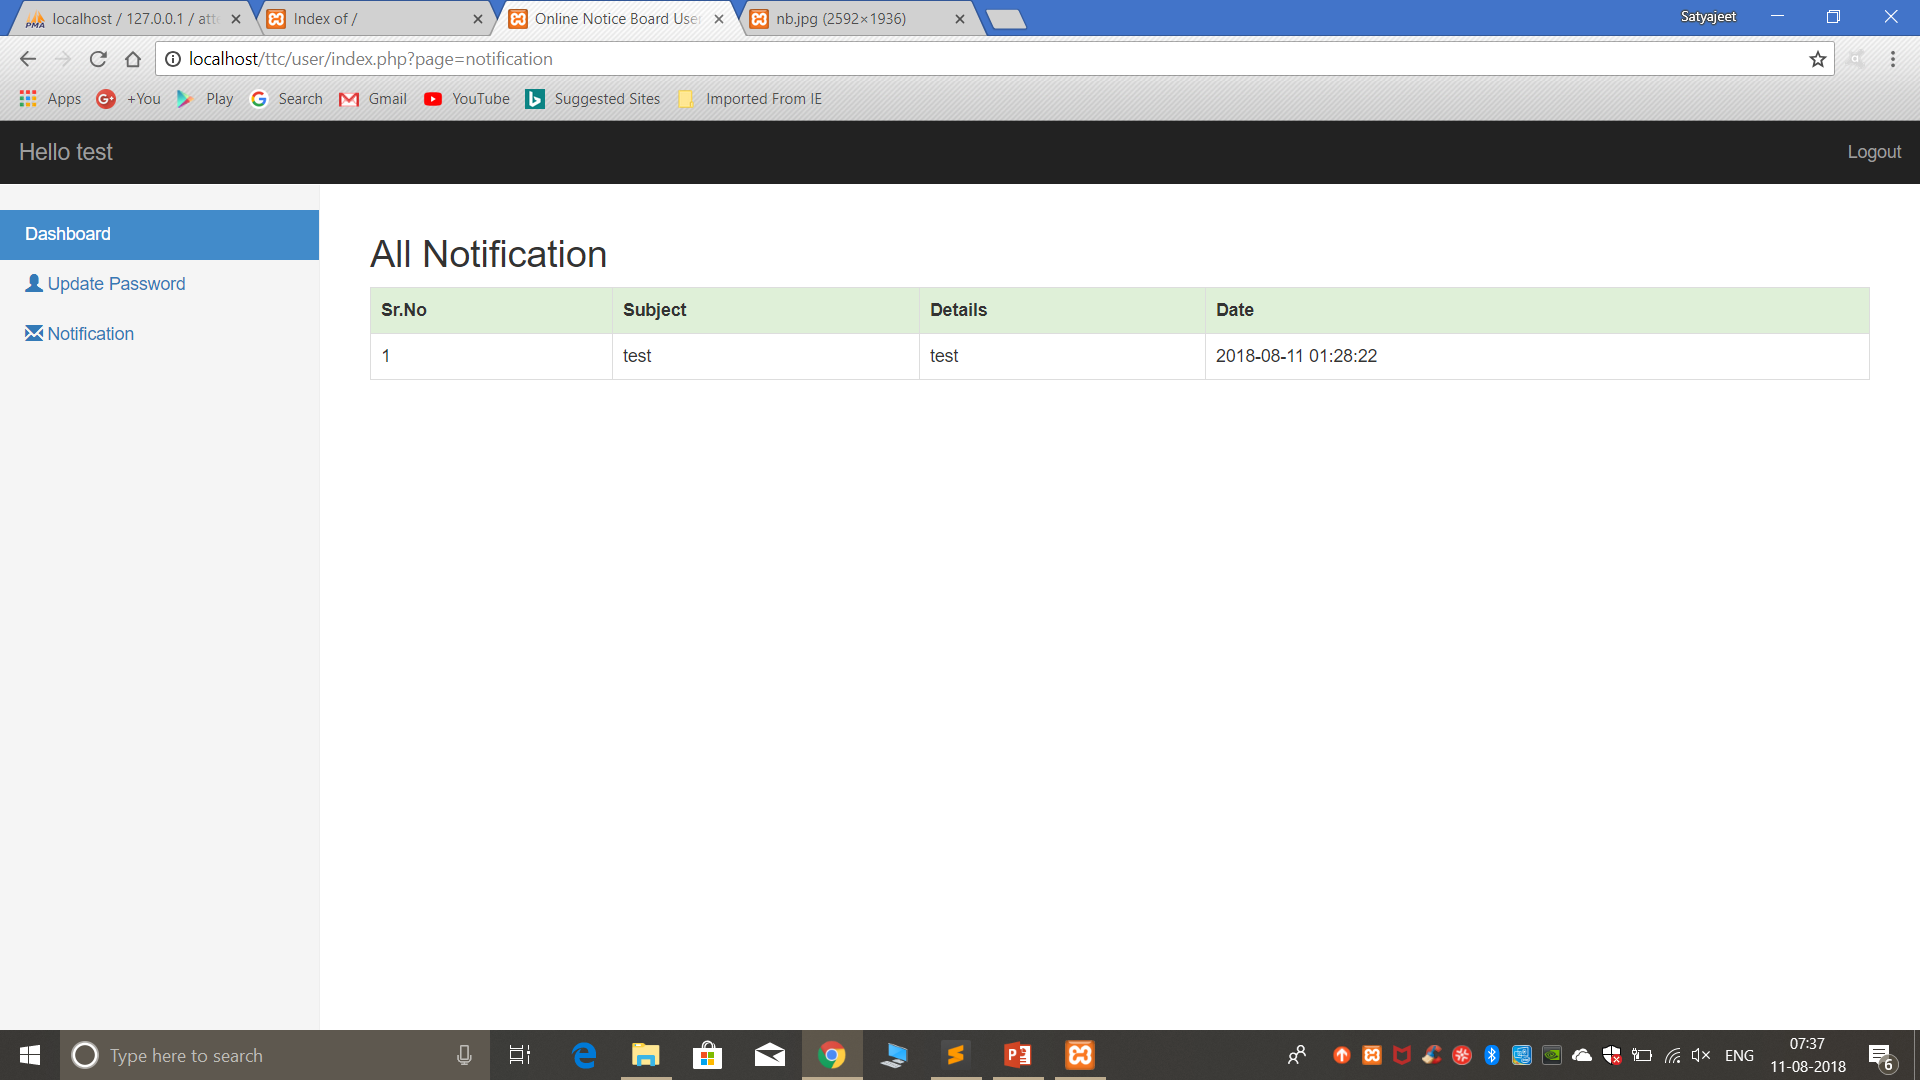 PMA localhost / 127.0.0.1 / att
Index of /
Online Notice Board Use
nb.jpg (2592×1936)
Satyajeet
localhost/ttc/user/index.php?page=notification
Apps
G+ +You
Play
G Search
M Gmail
YouTube
b Suggested Sites
Imported From IE
Hello test
Logout
Dashboard
Update Password
Notification
All Notification
Sr.No Subject Details Date
1 test test 2018-08-11 01:28:22
Type here to search
ENG
07:37
11-08-2018
6